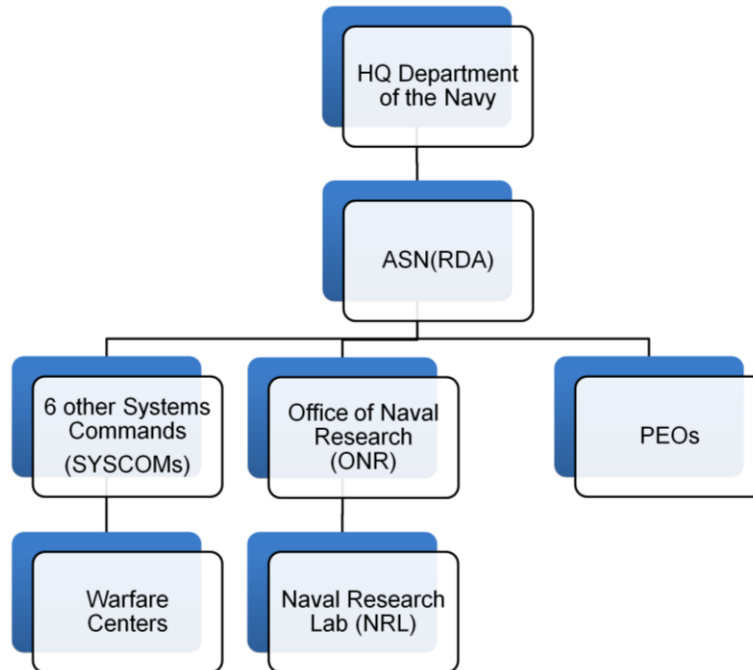 HQ Department
of the Navy
ASN(RDA)
6 other Systems
Commands
(SYSCOMs)
Office of Naval
Research
(ONR)
PEOs
Warfare
Centers
Naval Research
Lab (NRL)